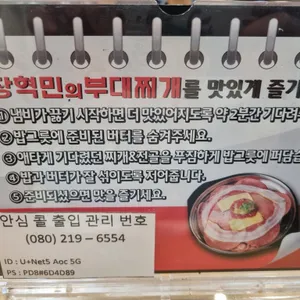 장혁민의부대찌개를 맛있게 즐기
①냄비가끓기 시작하면 더 맛있어지도록 약 2분간 기다려
②밥그릇에 준비된 버터를 숨겨주세요.
③애타게 기다렸던 찌개&전골을 푸짐하게 밥그릇에 퍼담습
④밥과 버터가 잘 섞이도록 저어줍니다.
⑤준비되셨으면 맛을 즐기세요.
안심 콜 출입 관리 번호
(080) 219 – 6554
ID : U+Net5 Aoc 5G
PS : PD8#6D4D89